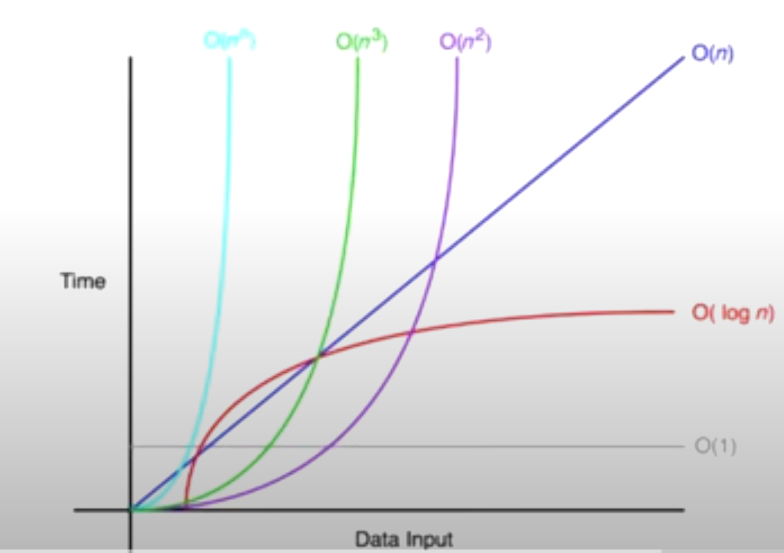 O(n³)
O(n²)
O(n)
Time
O( log n)
O(1)
Data Input